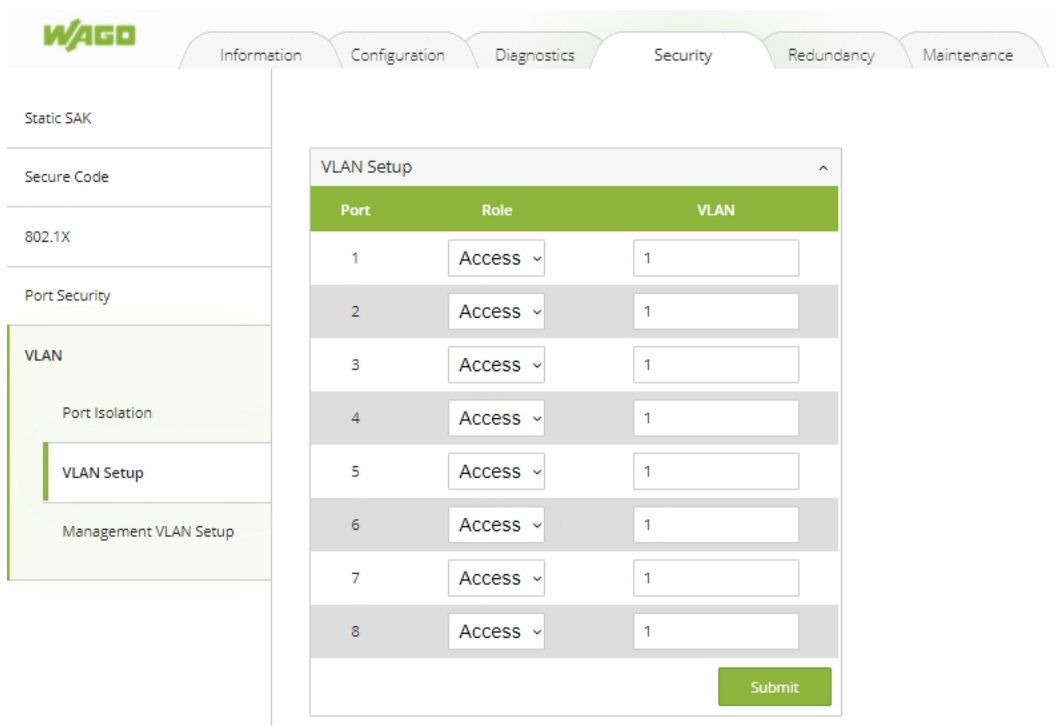 WAGO
Information Configuration Diagnostics Security Redundancy Maintenance
Static SAK
Secure Code
802.1X
Port Security
VLAN
Port Isolation
VLAN Setup
Management VLAN Setup
VLAN Setup
Port Role VLAN
1 Access 1
2 Access 1
3 Access 1
4 Access 1
5 Access 1
6 Access 1
7 Access 1
8 Access 1
Submit